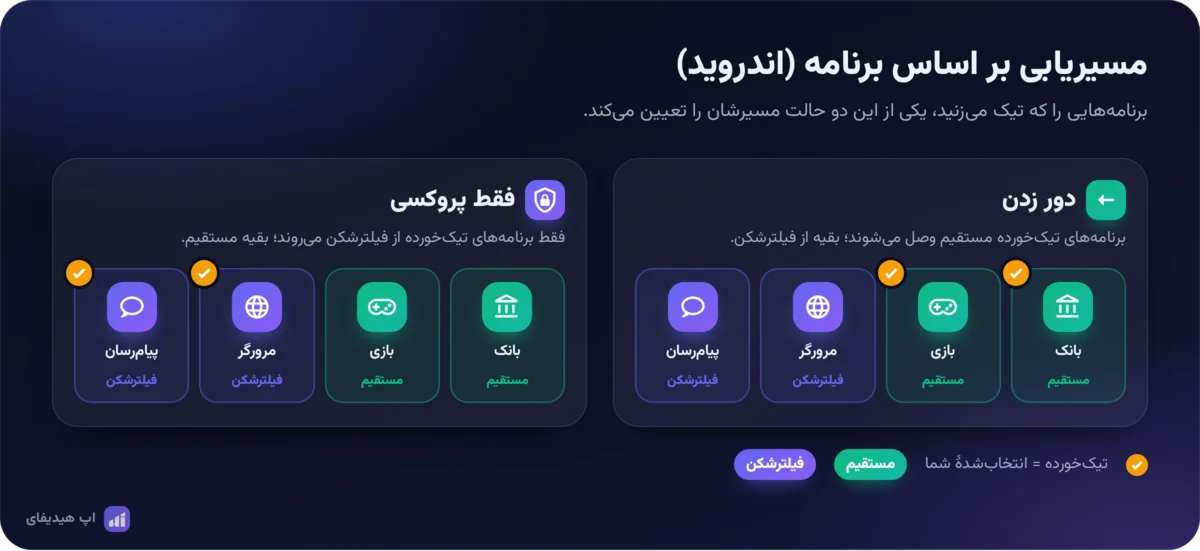 مسیریابی بر اساس برنامه (اندروید)
برنامه‌هایی را که تیک می‌زنید، یکی از این دو حالت مسیرشان را تعیین می‌کند.
دور زدن
برنامه‌های تیک‌خورده مستقیم وصل می‌شوند؛ بقیه از فیلترشکن.
بانک
مستقیم
بازی
مستقیم
مرورگر
فیلترشکن
پیام‌رسان
فیلترشکن
فقط پروکسی
فقط برنامه‌های تیک‌خورده از فیلترشکن می‌روند؛ بقیه مستقیم.
بانک
مستقیم
بازی
مستقیم
مرورگر
فیلترشکن
پیام‌رسان
فیلترشکن
تیک‌خورده = انتخاب‌شدهٔ شما
مستقیم
فیلترشکن
اپ هیدیفای